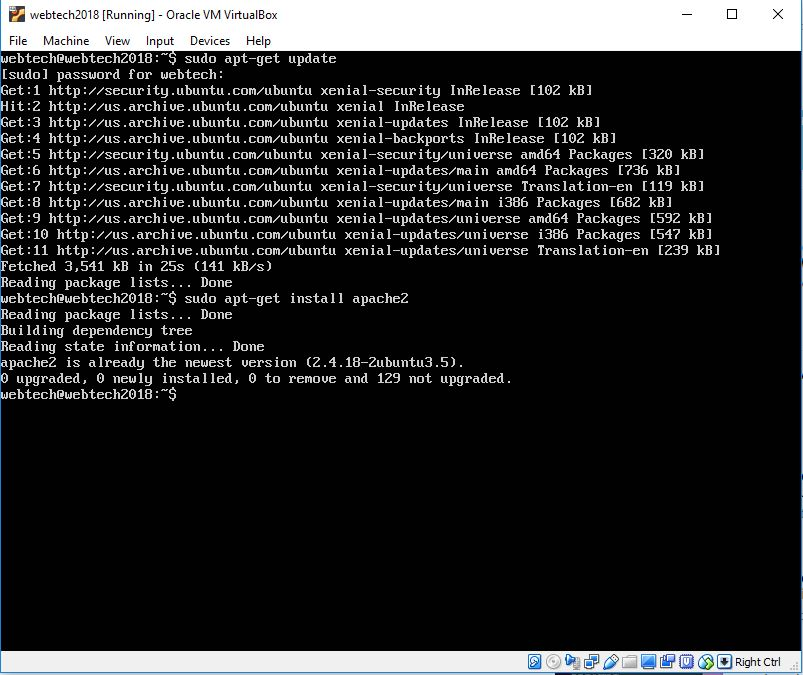 webtech2018 [Running] - Oracle VM VirtualBox
File Machine View Input Devices Help
webtech@webtech2018:~$ sudo apt-get update
[sudo] password for webtech:
Get:1 http://security.ubuntu.com/ubuntu xenial-security InRelease [102 kB]
Hit:2 http://us.archive.ubuntu.com/ubuntu xenial InRelease
Get:3 http://us.archive.ubuntu.com/ubuntu xenial-updates InRelease [102 kB]
Get:4 http://us.archive.ubuntu.com/ubuntu xenial-backports InRelease [102 kB]
Get:5 http://security.ubuntu.com/ubuntu xenial-security/universe amd64 Packages [320 kB]
Get:6 http://us.archive.ubuntu.com/ubuntu xenial-updates/main amd64 Packages [736 kB]
Get:7 http://security.ubuntu.com/ubuntu xenial-security/universe Translation-en [119 kB]
Get:8 http://us.archive.ubuntu.com/ubuntu xenial-updates/main i386 Packages [682 kB]
Get:9 http://us.archive.ubuntu.com/ubuntu xenial-updates/universe amd64 Packages [592 kB]
Get:10 http://us.archive.ubuntu.com/ubuntu xenial-updates/universe i386 Packages [547 kB]
Get:11 http://us.archive.ubuntu.com/ubuntu xenial-updates/universe Translation-en [239 kB]
Fetched 3,541 kB in 25s (141 kB/s)
Reading package lists... Done
webtech@webtech2018:~$ sudo apt-get install apache2
Reading package lists... Done
Building dependency tree
Reading state information... Done
apache2 is already the newest version (2.4.18-2ubuntu3.5).
0 upgraded, 0 newly installed, 0 to remove and 129 not upgraded.
webtech@webtech2018:~$
Right Ctrl